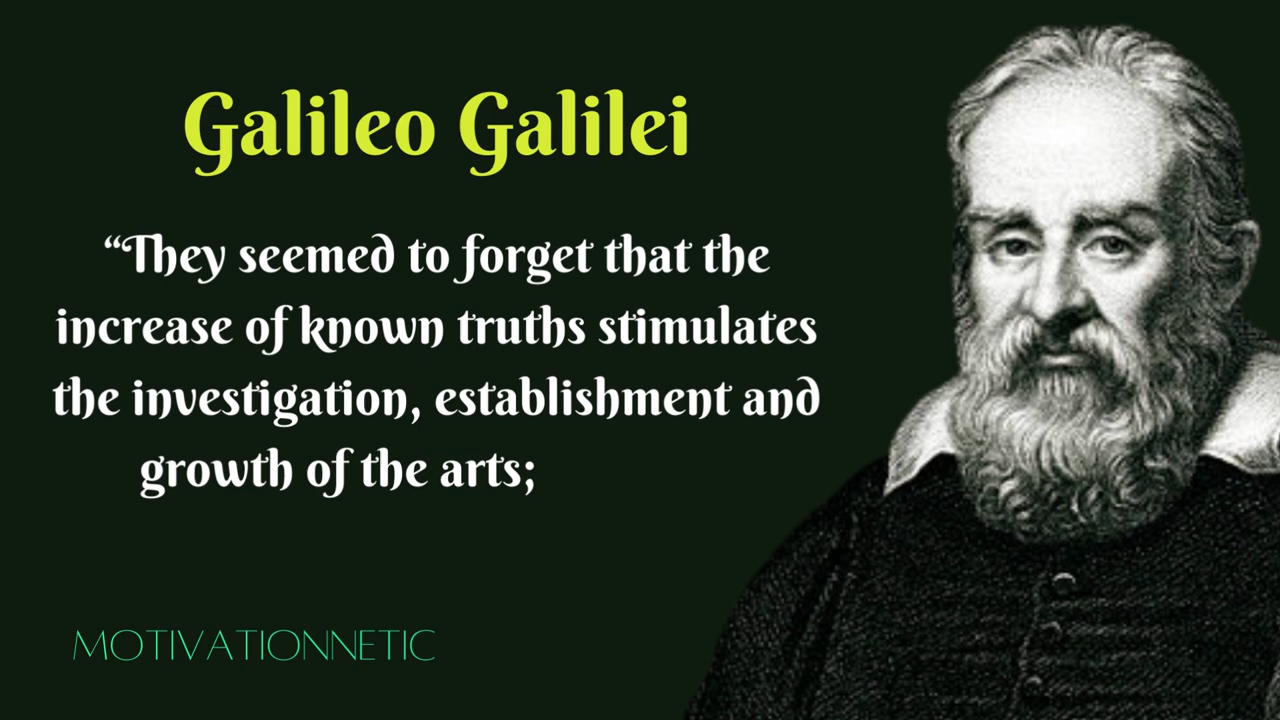 Galileo Galilei
“They seemed to forget that the
increase of known truths stimulates
the investigation, establishment and
growth of the arts;
MOTIVATIONNETIC